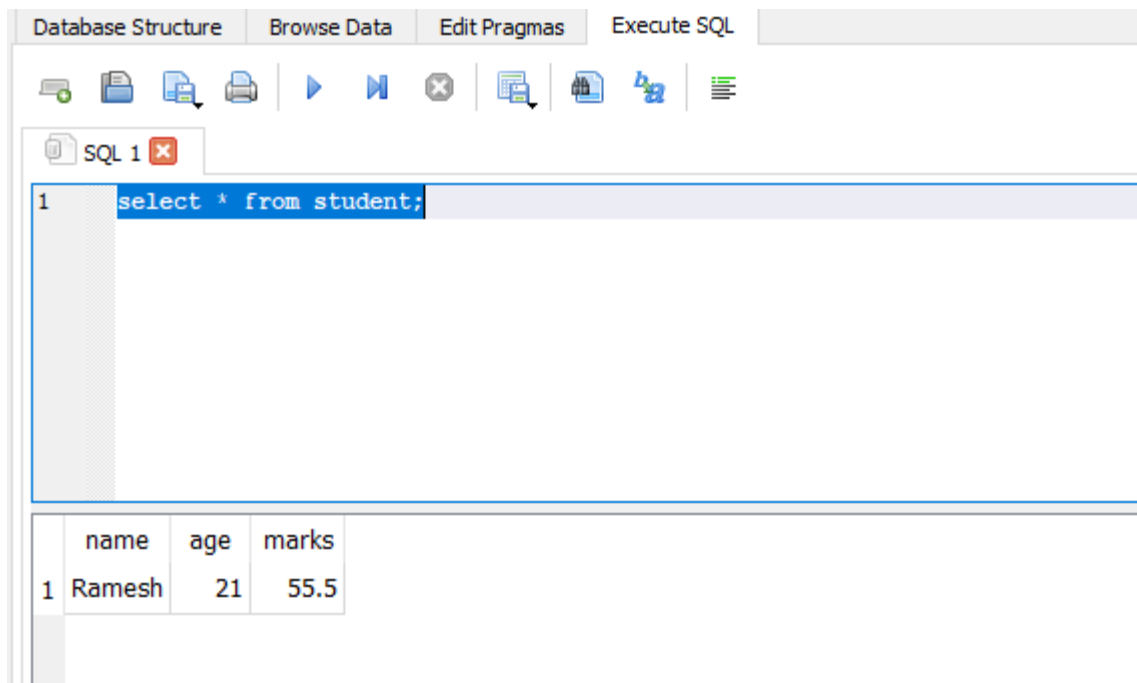 Database Structure Browse Data Edit Pragmas Execute SQL
SQL 1
1 select * from student;
name age marks
1 Ramesh 21 55.5